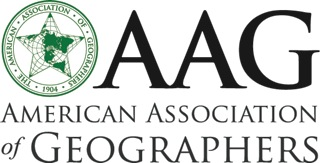 THE AMERICAN ASSOCIATION OF GEOGRAPHERS
1904
AAG
AMERICAN ASSOCIATION
of GEOGRAPHERS